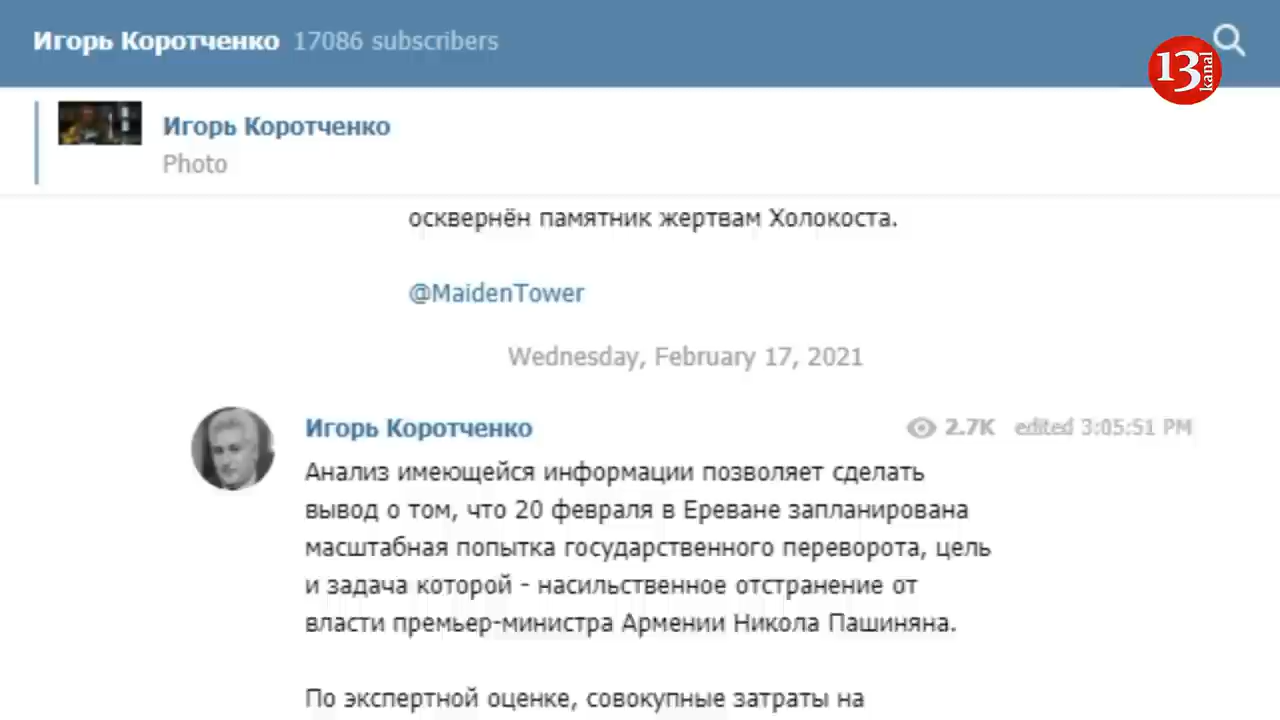 Игорь Коротченко 17086 subscribers
13 kanal
Игорь Коротченко
Photo
осквернён памятник жертвам Холокоста.
@MaidenTower
Wednesday, February 17, 2021
Игорь Коротченко 2.7K edited 3:05:51 PM
Анализ имеющейся информации позволяет сделать
вывод о том, что 20 февраля в Ереване запланирована
масштабная попытка государственного переворота, цель
и задача которой - насильственное отстранение от
власти премьер-министра Армении Никола Пашиняна.
По экспертной оценке, совокупные затраты на